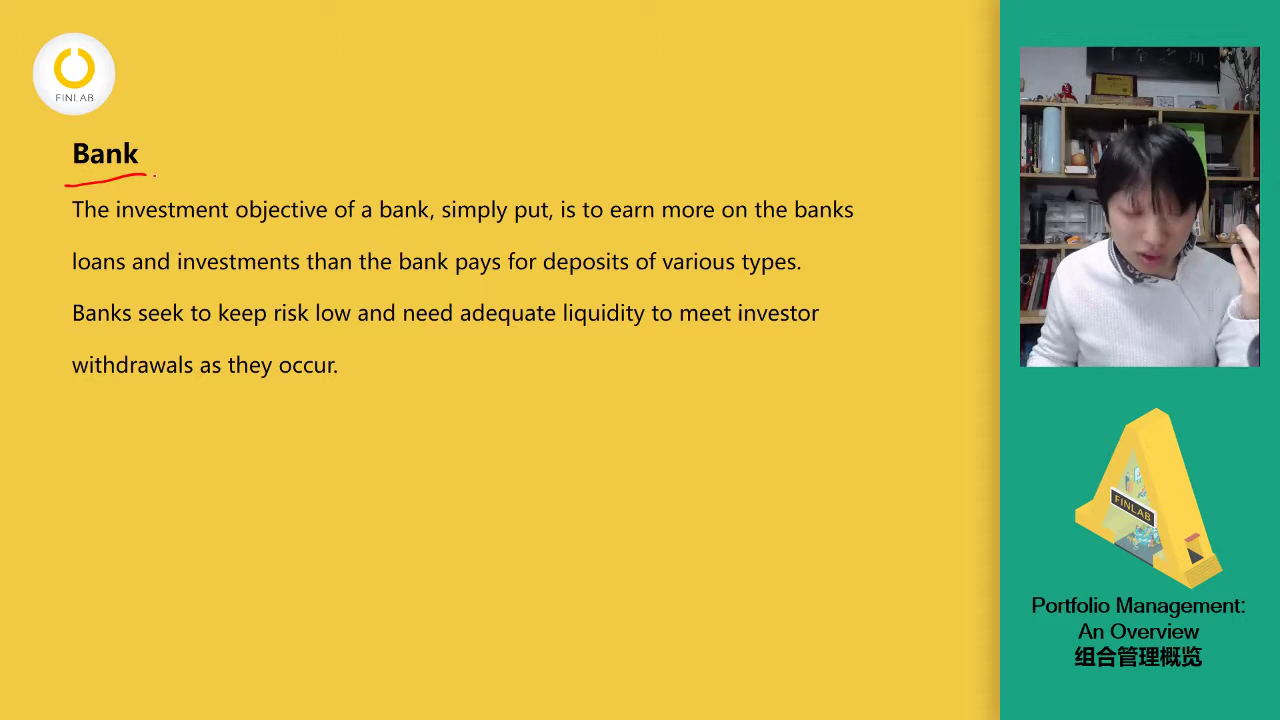 FINLAB
Bank
The investment objective of a bank, simply put, is to earn more on the banks
loans and investments than the bank pays for deposits of various types.
Banks seek to keep risk low and need adequate liquidity to meet investor
withdrawals as they occur.
FINLAB
Portfolio Management:
An Overview
组合管理概览